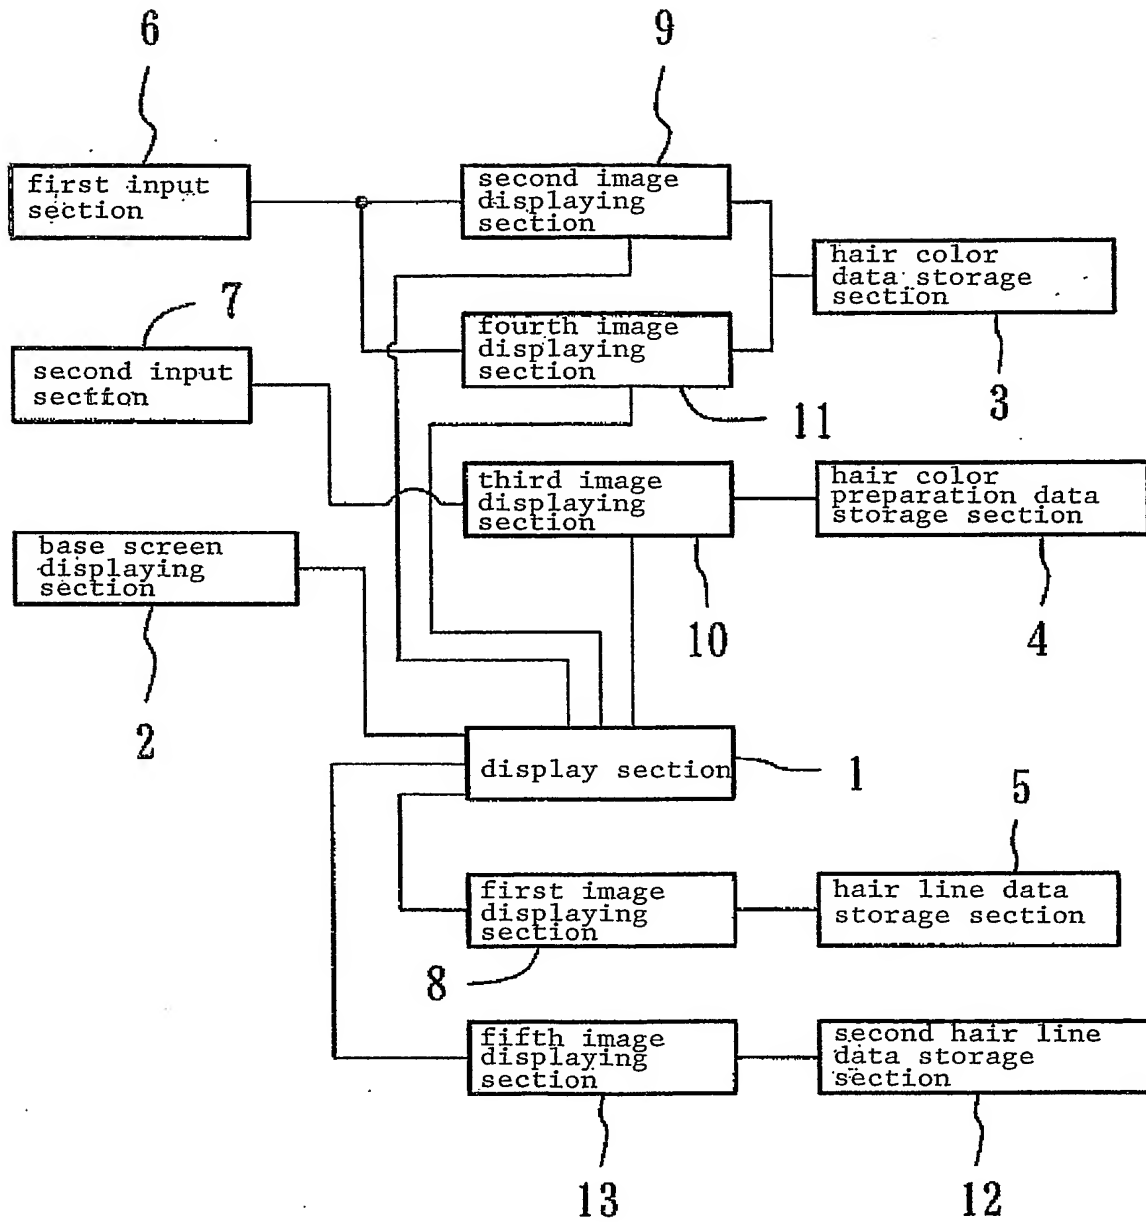 6
9
first input
section
second image
displaying
section
hair color
data storage
section
7
fourth image
displaying
section
second input
section
3
11
third image
displaying
section
hair color
preparation data
storage section
base screen
displaying
section
10
4
2
display section
1
5
first image
displaying
section
hair line data
storage section
8
fifth image
displaying
section
second hair line
data storage
section
13
12